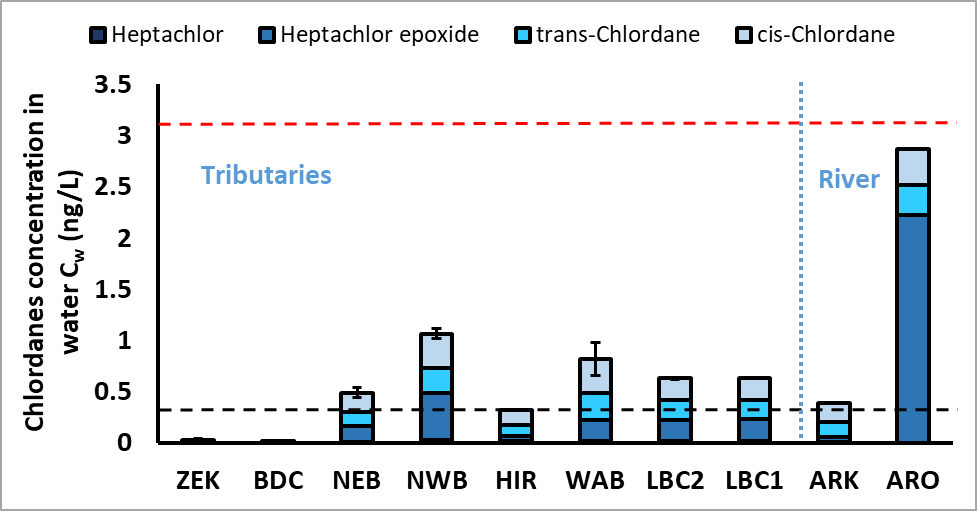 Heptachlor Heptachlor epoxide trans-Chlordane cis-Chlordane
Chlordanes concentration in
water Cw (ng/L)
3.5
3
2.5
2
1.5
1
0.5
0
Tributaries
River
ZEK BDC NEB NWB HIR WAB LBC2 LBC1 ARK ARO